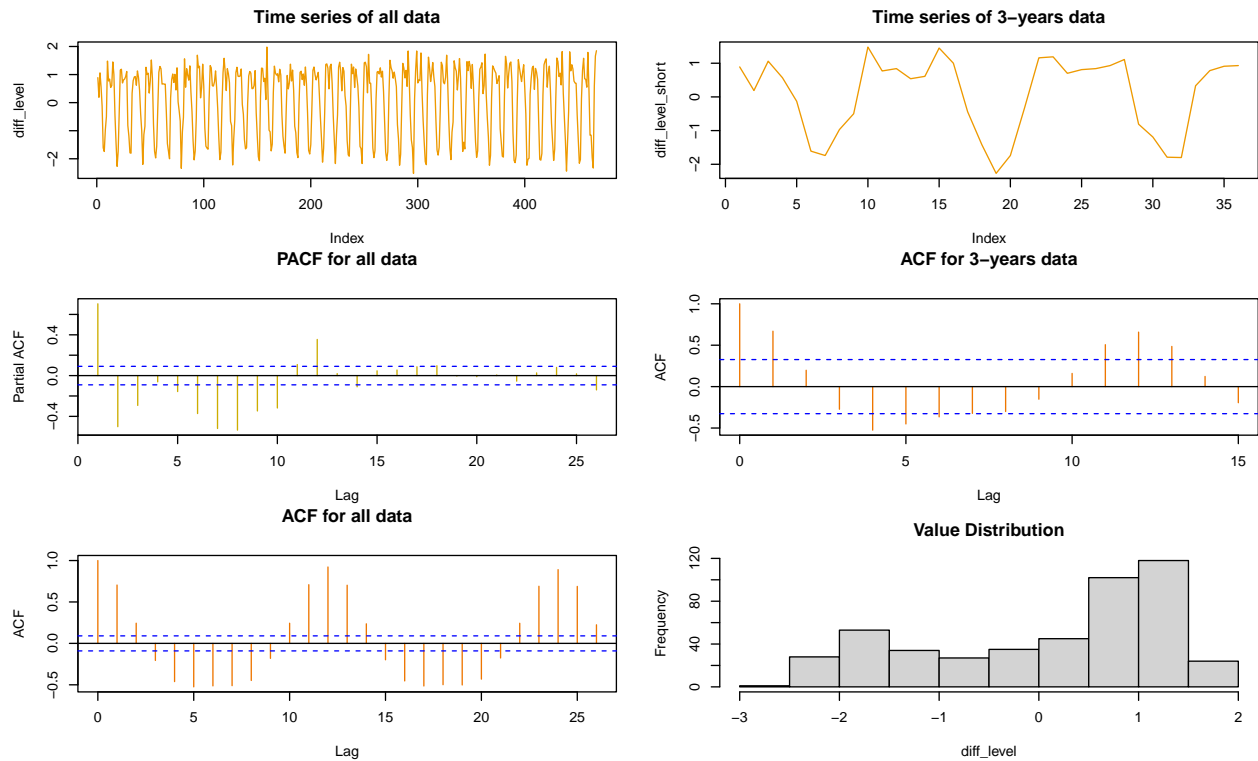 Time series of all data
diff_level
2
1
0
−2
0 100 200 300 400
Index
Time series of 3−years data
diff_level_short
1
0
−1
−2
0 5 10 15 20 25 30 35
Index
PACF for all data
Partial ACF
0.4
0.0
−0.4
0 5 10 15 20 25
Lag
ACF for 3−years data
ACF
1.0
0.5
0.0
−0.5
0 5 10 15
Lag
ACF for all data
ACF
1.0
0.0
−0.5
0 5 10 15 20 25
Lag
Value Distribution
Frequency
120
80
40
0
−3 −2 −1 0 1 2
diff_level